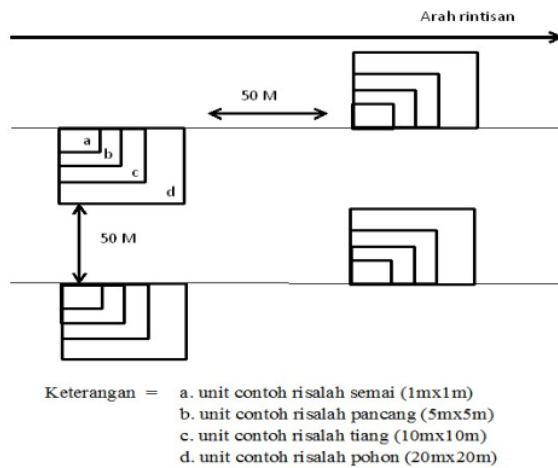 Arah rintisan
50 M
a
b
c
d
50 M
Keterangan = a. unit contoh risalah semai (1mx1m)
b. unit contoh risalah pancang (5mx5m)
c. unit contoh risalah tiang (10mx10m)
d. unit contoh risalah pohon (20mx20m)